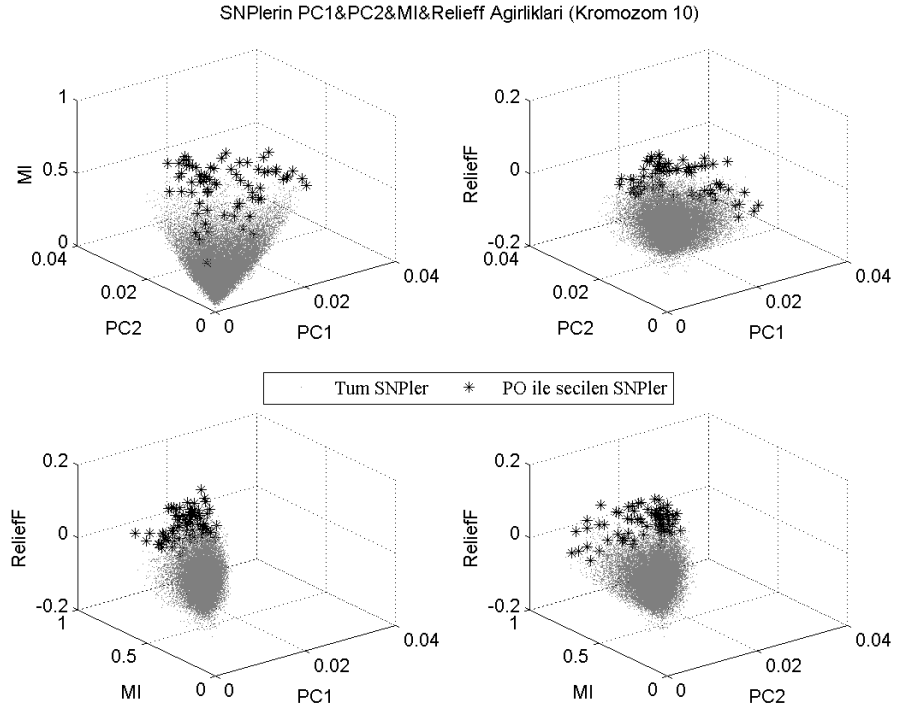 SNPlerin PC1&PC2&MI&Relieff Agirliklari (Kromozom 10)
1
0.5
0
MI
0.04
0.02
0
PC2
0
0.02
0.04
PC1
0.2
0
-0.2
ReliefF
0.04
0.02
0
PC2
0
0.02
0.04
PC1
Tum SNPler
PO ile secilen SNPler
0.2
0
-0.2
ReliefF
1
0.5
0
MI
0
0.02
0.04
PC1
0.2
0
-0.2
ReliefF
1
0.5
0
MI
0
0.02
0.04
PC2